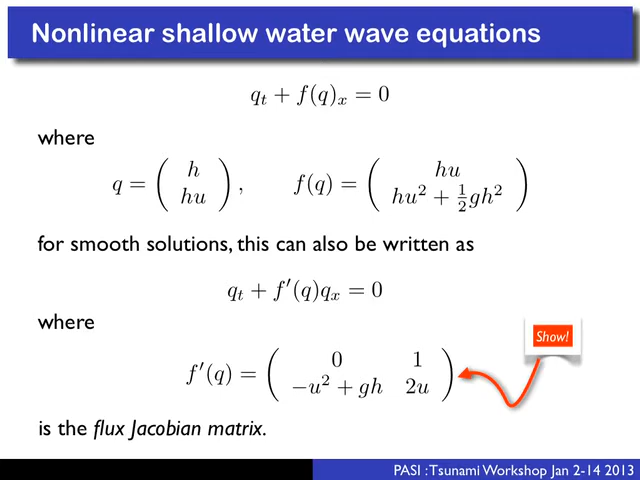 Nonlinear shallow water wave equations
q_t + f(q)_x = 0
where
q = ( h hu ), f(q) = ( hu hu² + ½gh² )
for smooth solutions, this can also be written as
q_t + f′(q)q_x = 0
where
Show!
f′(q) = ( 0 1 −u² + gh 2u )
is the flux Jacobian matrix.
PASI : Tsunami Workshop Jan 2-14 2013